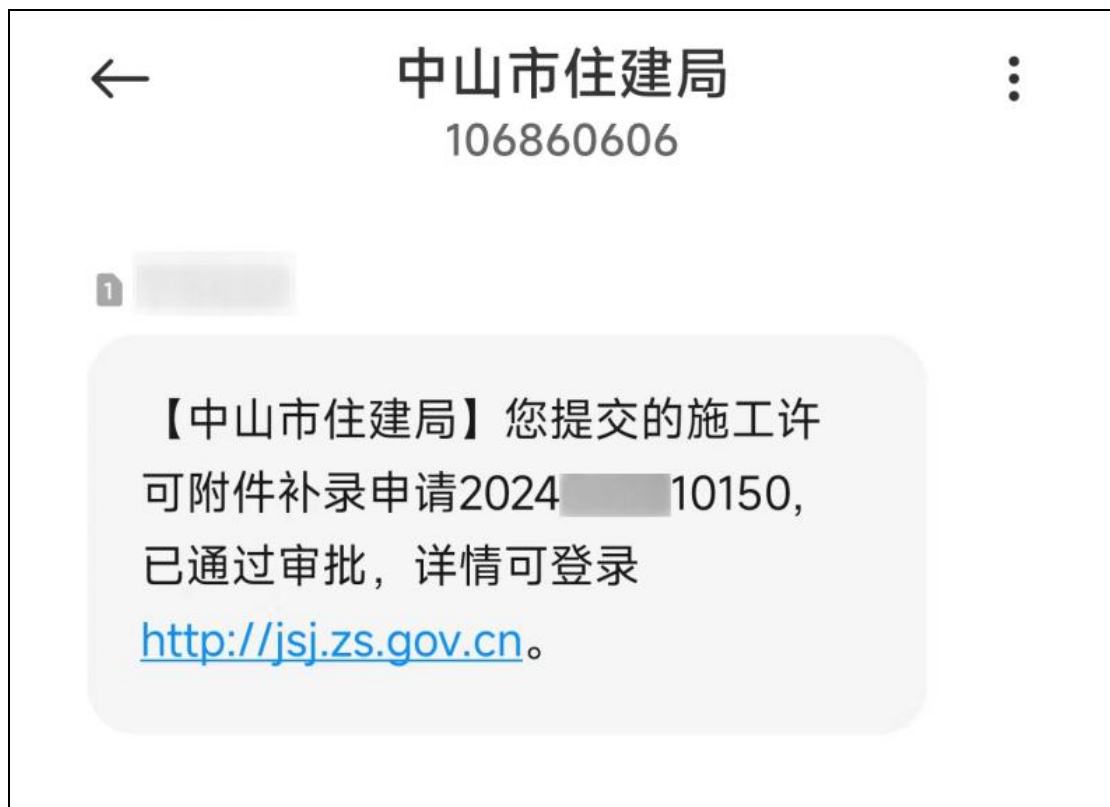 中山市住建局
106860606
1
【中山市住建局】您提交的施工许
可附件补录申请2024 10150,
已通过审批，详情可登录
http://jsj.zs.gov.cn。